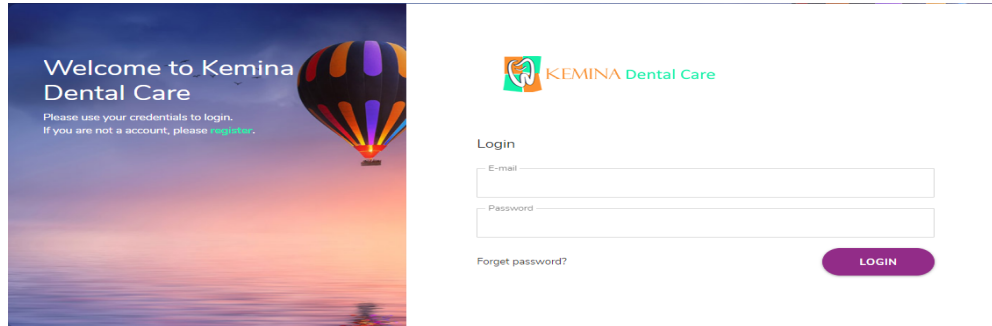 Welcome to Kemina
Dental Care
Please use your credentials to login.
If you are not a account, please register.
KEMINA Dental Care
Login
E-mail
Password
Forget password?
LOGIN